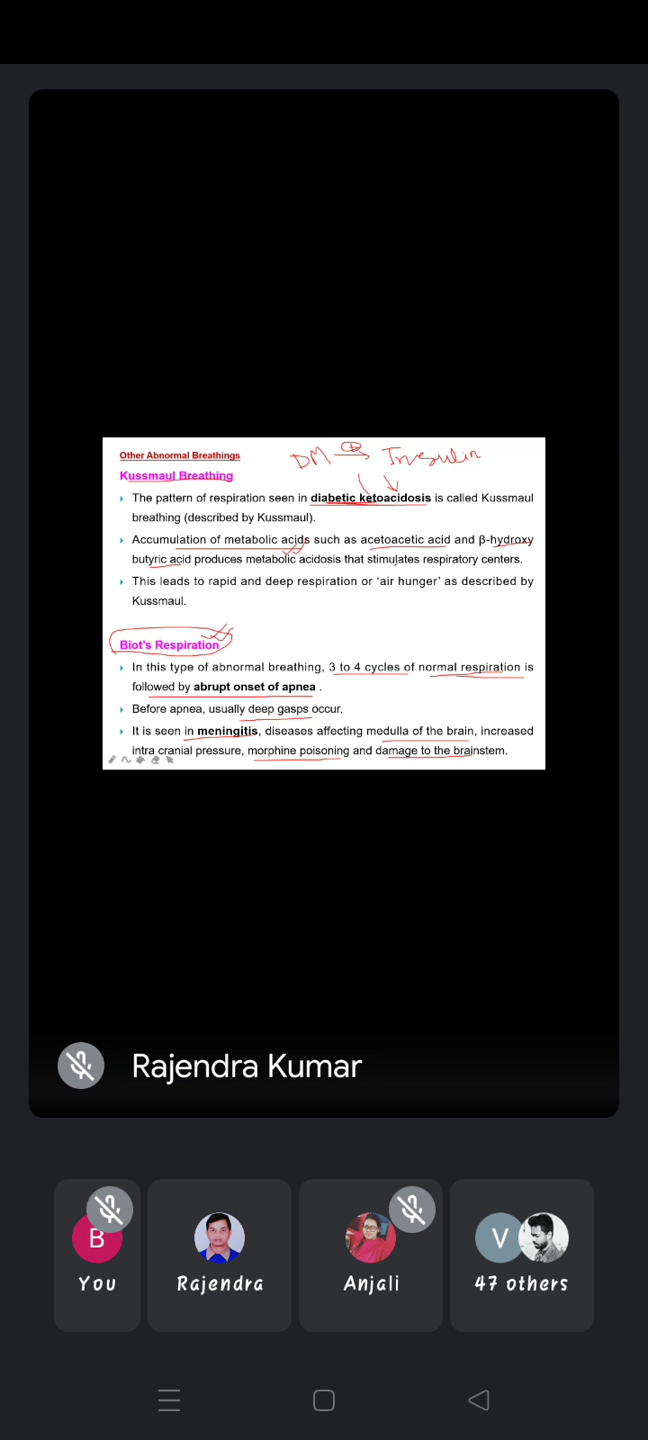 Other Abnormal Breathings
DM + → Insulin
Kussmaul Breathing
The pattern of respiration seen in diabetic ketoacidosis is called Kussmaul
breathing (described by Kussmaul).
Accumulation of metabolic acids such as acetoacetic acid and β-hydroxy
butyric acid produces metabolic acidosis that stimulates respiratory centers.
This leads to rapid and deep respiration or ‘air hunger’ as described by
Kussmaul.
Biot's Respiration
In this type of abnormal breathing, 3 to 4 cycles of normal respiration is
followed by abrupt onset of apnea .
Before apnea, usually deep gasps occur.
It is seen in meningitis, diseases affecting medulla of the brain, increased
intra cranial pressure, morphine poisoning and damage to the brainstem.
Rajendra Kumar
B
V
You
Rajendra
Anjali
47 others